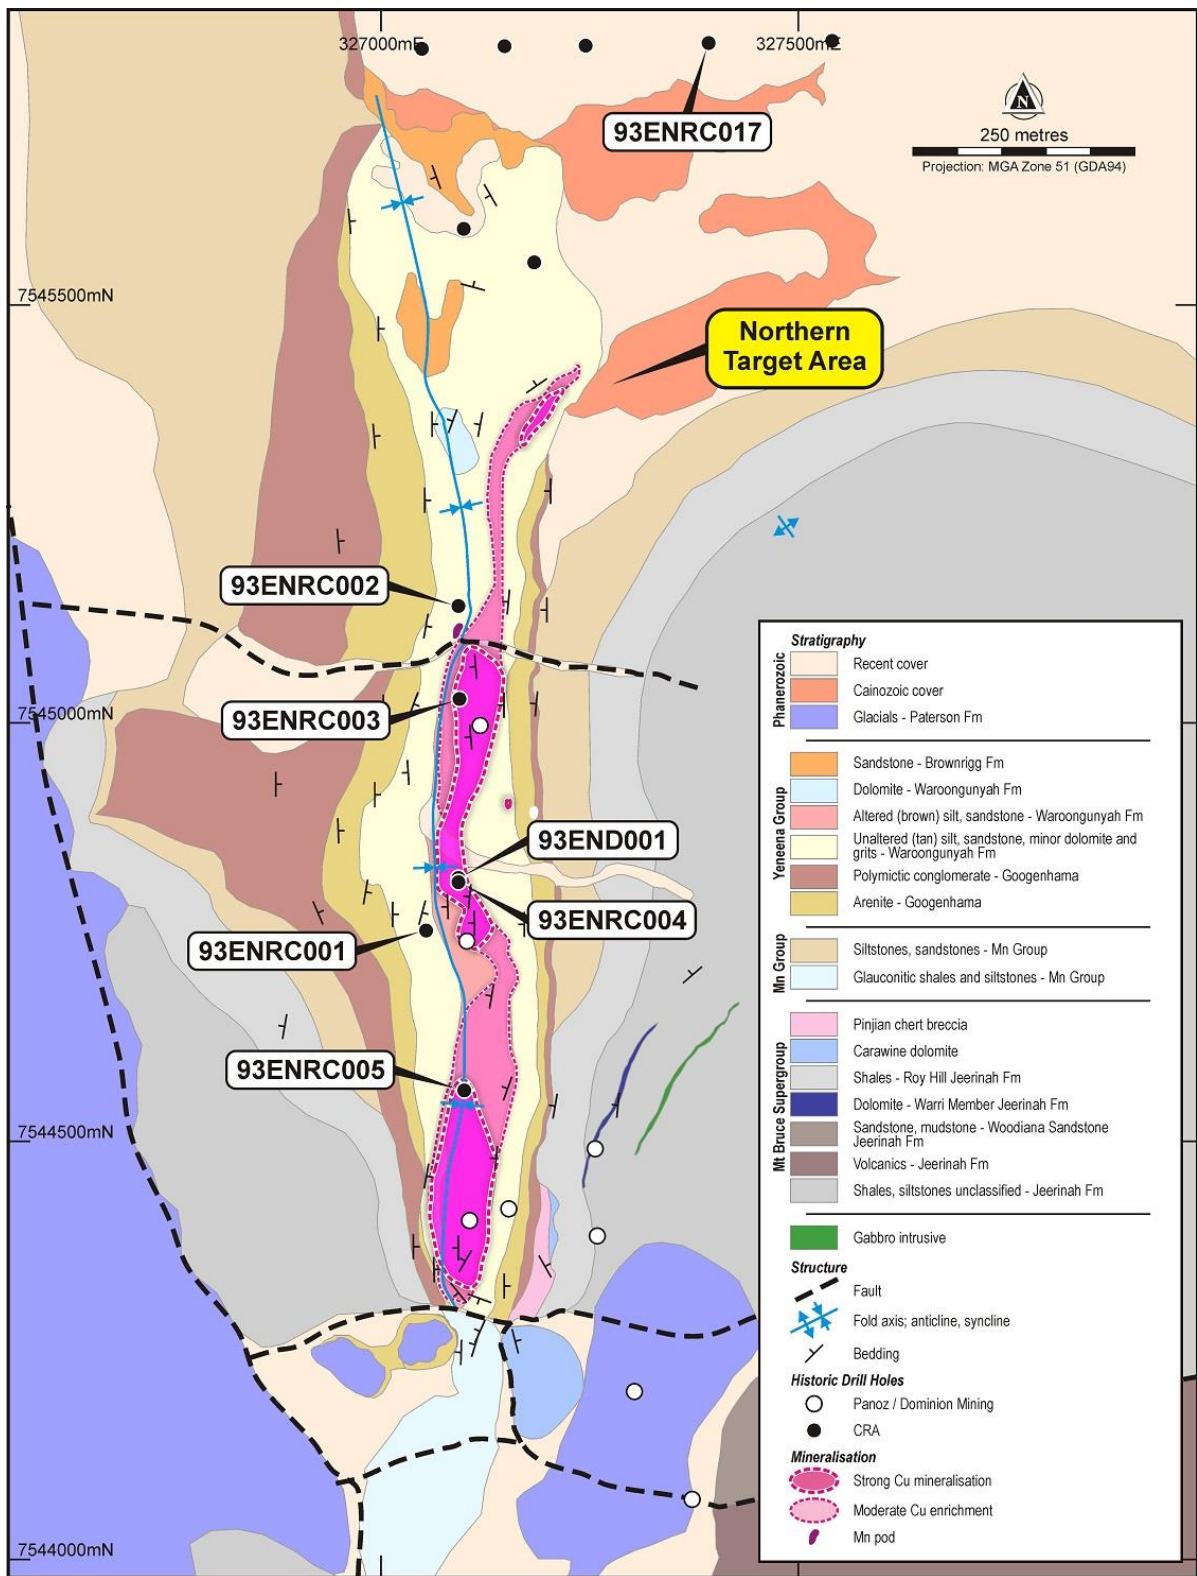 327000mE
327500mE
93ENRC017
N
250 metres
Projection: MGA Zone 51 (GDA94)
7545500mN
Northern
Target Area
93ENRC002
93ENRC003
7545000mN
93END001
93ENRC004
93ENRC001
93ENRC005
7544500mN
7544000mN
Stratigraphy
Phanerozoic
Recent cover
Cainozoic cover
Glacials - Paterson Fm
Yeneena Group
Sandstone - Brownrigg Fm
Dolomite - Waroongunyah Fm
Altered (brown) silt, sandstone - Waroongunyah Fm
Unaltered (tan) silt, sandstone, minor dolomite and
grits - Waroongunyah Fm
Polymictic conglomerate - Googenhama
Arenite - Googenhama
Mn Group
Siltstones, sandstones - Mn Group
Glauconitic shales and siltstones - Mn Group
Mt Bruce Supergroup
Pinjian chert breccia
Carawine dolomite
Shales - Roy Hill Jeerinah Fm
Dolomite - Warri Member Jeerinah Fm
Sandstone, mudstone - Woodiana Sandstone
Jeerinah Fm
Volcanics - Jeerinah Fm
Shales, siltstones unclassified - Jeerinah Fm
Gabbro intrusive
Structure
Fault
Fold axis; anticline, syncline
Bedding
Historic Drill Holes
Panoz / Dominion Mining
CRA
Mineralisation
Strong Cu mineralisation
Moderate Cu enrichment
Mn pod